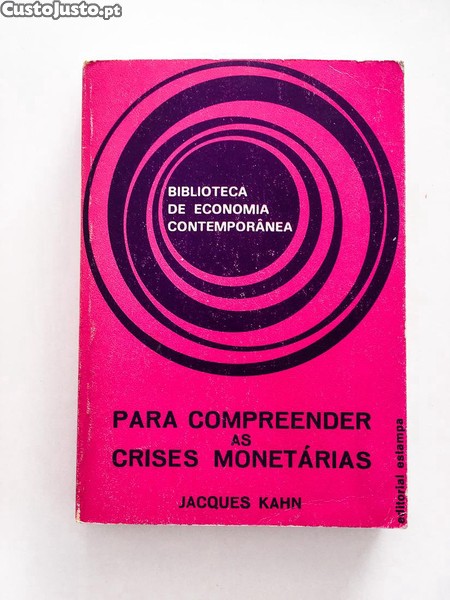 CustoJusto.pt
BIBLIOTECA
DE ECONOMIA
CONTEMPORÂNEA
PARA COMPREENDER
AS
CRISES MONETÁRIAS
JACQUES KAHN
editorial estampa